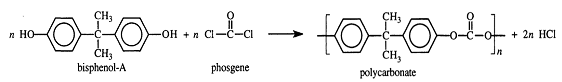 CH₃ O CH₃ O
n HO OH + n Cl C Cl C O C O + 2n HCl
CH₃ CH₃ n
bisphenol-A phosgene polycarbonate